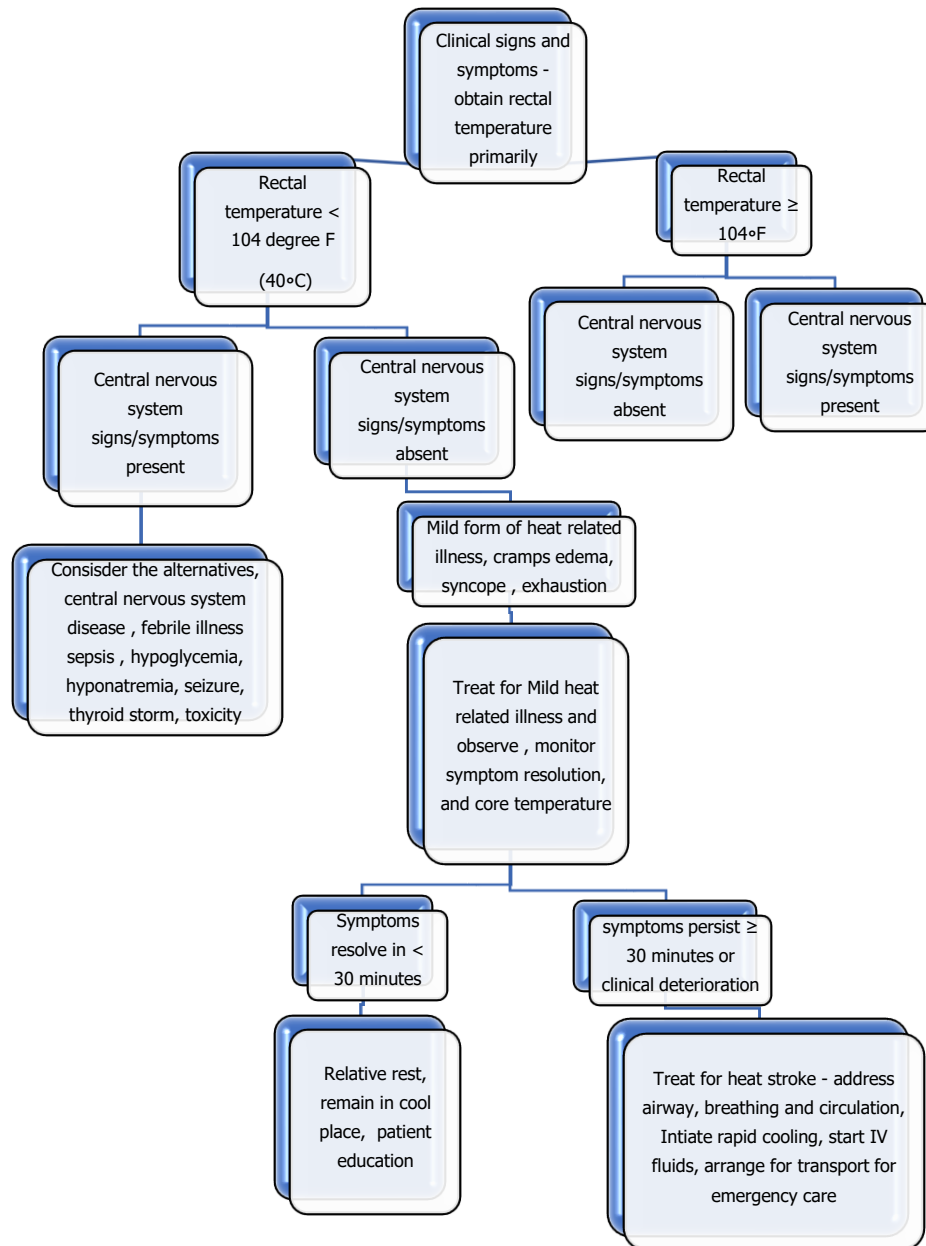 Clinical signs and
symptoms -
obtain rectal
temperature
primarily
Rectal
temperature <
104 degree F
(40∘C)
Rectal
temperature ≥
104∘F
Central nervous
system
signs/symptoms
present
Central nervous
system
signs/symptoms
absent
Central nervous
system
signs/symptoms
absent
Central nervous
system
signs/symptoms
present
Consisder the alternatives,
central nervous system
disease , febrile illness
sepsis , hypoglycemia,
hyponatremia, seizure,
thyroid storm, toxicity
Mild form of heat related
illness, cramps edema,
syncope , exhaustion
Treat for Mild heat
related illness and
observe , monitor
symptom resolution,
and core temperature
Symptoms
resolve in <
30 minutes
symptoms persist ≥
30 minutes or
clinical deterioration
Relative rest,
remain in cool
place, patient
education
Treat for heat stroke - address
airway, breathing and circulation,
Intiate rapid cooling, start IV
fluids, arrange for transport for
emergency care